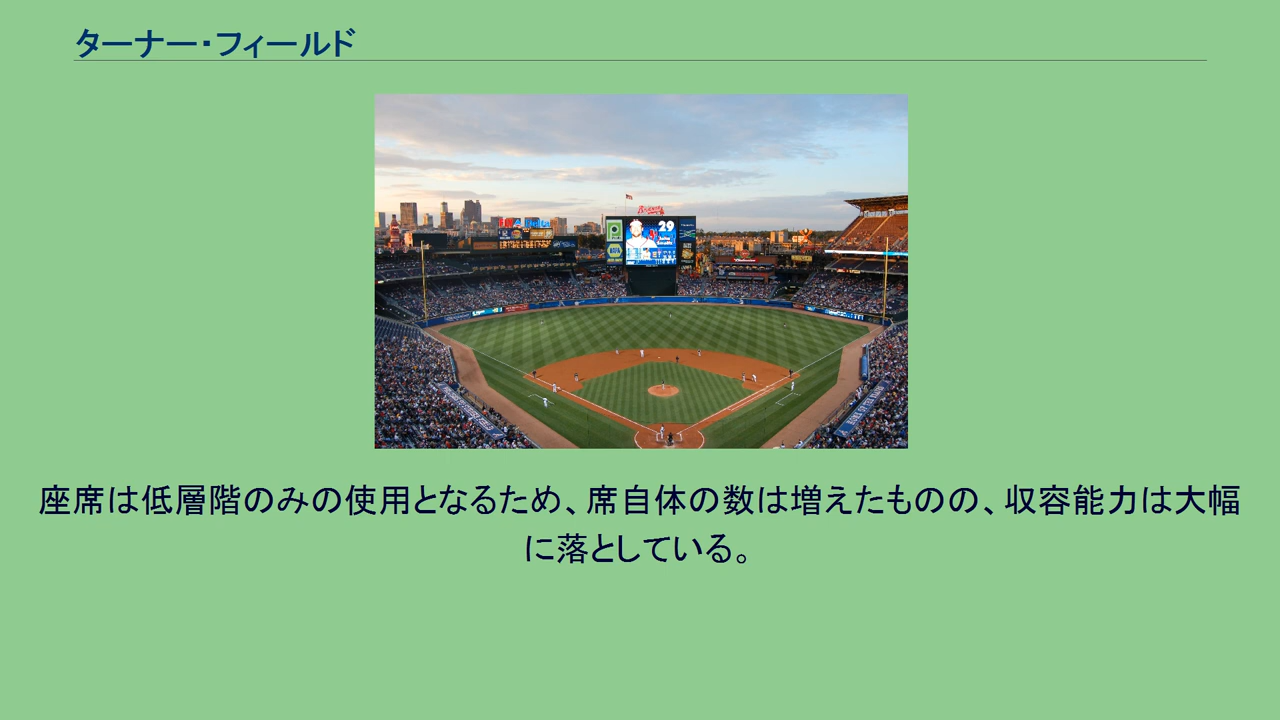 ターナー・フィールド
Braves
29
座席は低層階のみの使用となるため、席自体の数は増えたものの、収容能力は大幅
に落としている。